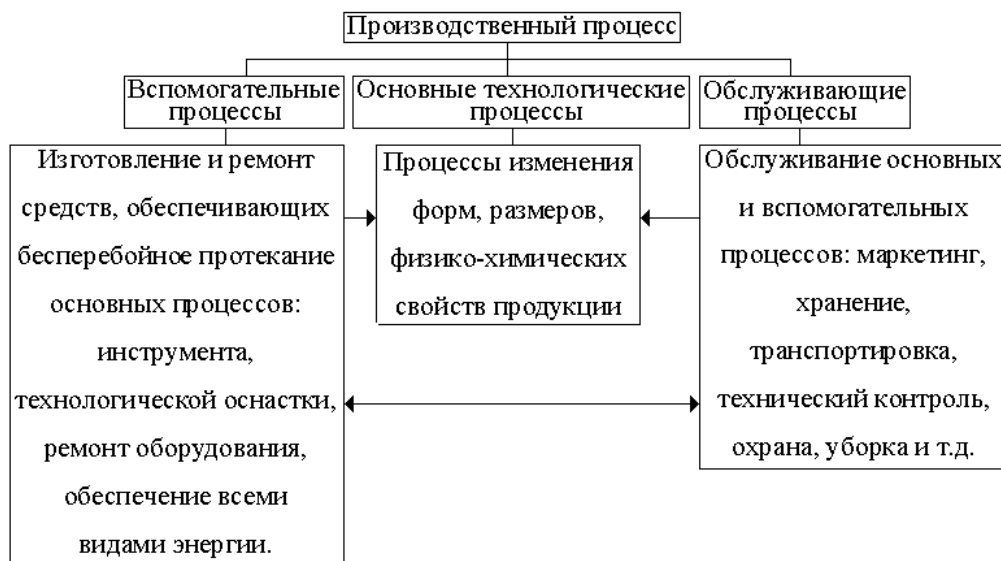 Производственный процесс
Вспомогательные
процессы
Основные технологические
процессы
Обслуживающие
процессы
Изготовление и ремонт
средств, обеспечивающих
бесперебойное протекание
основных процессов:
инструмента,
технологической оснастки,
ремонт оборудования,
обеспечение всеми
видами энергии.
Процессы изменения
форм, размеров,
физико-химических
свойств продукции
Обслуживание основных
и вспомогательных
процессов: маркетинг,
хранение,
транспортировка,
технический контроль,
охрана, уборка и т.д.